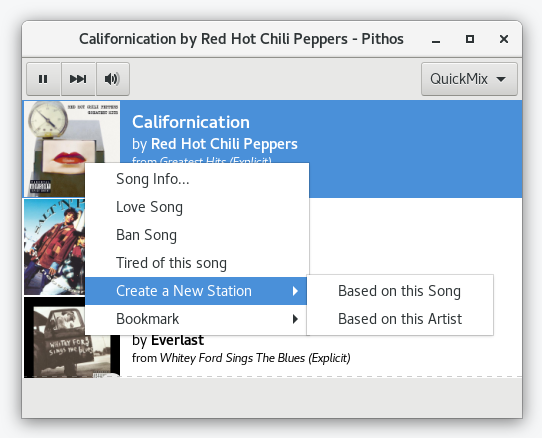 Californication by Red Hot Chili Peppers - Pithos
QuickMix
RED HOT CHILI PEPPERS
GREATEST HITS
Californication
by Red Hot Chili Peppers
from Greatest Hits (Explicit)
Song Info...
Love Song
Ban Song
Tired of this song
Create a New Station
Based on this Song
Bookmark
Based on this Artist
WHITEY FORD
sings the blues
by Everlast
from Whitey Ford Sings The Blues (Explicit)